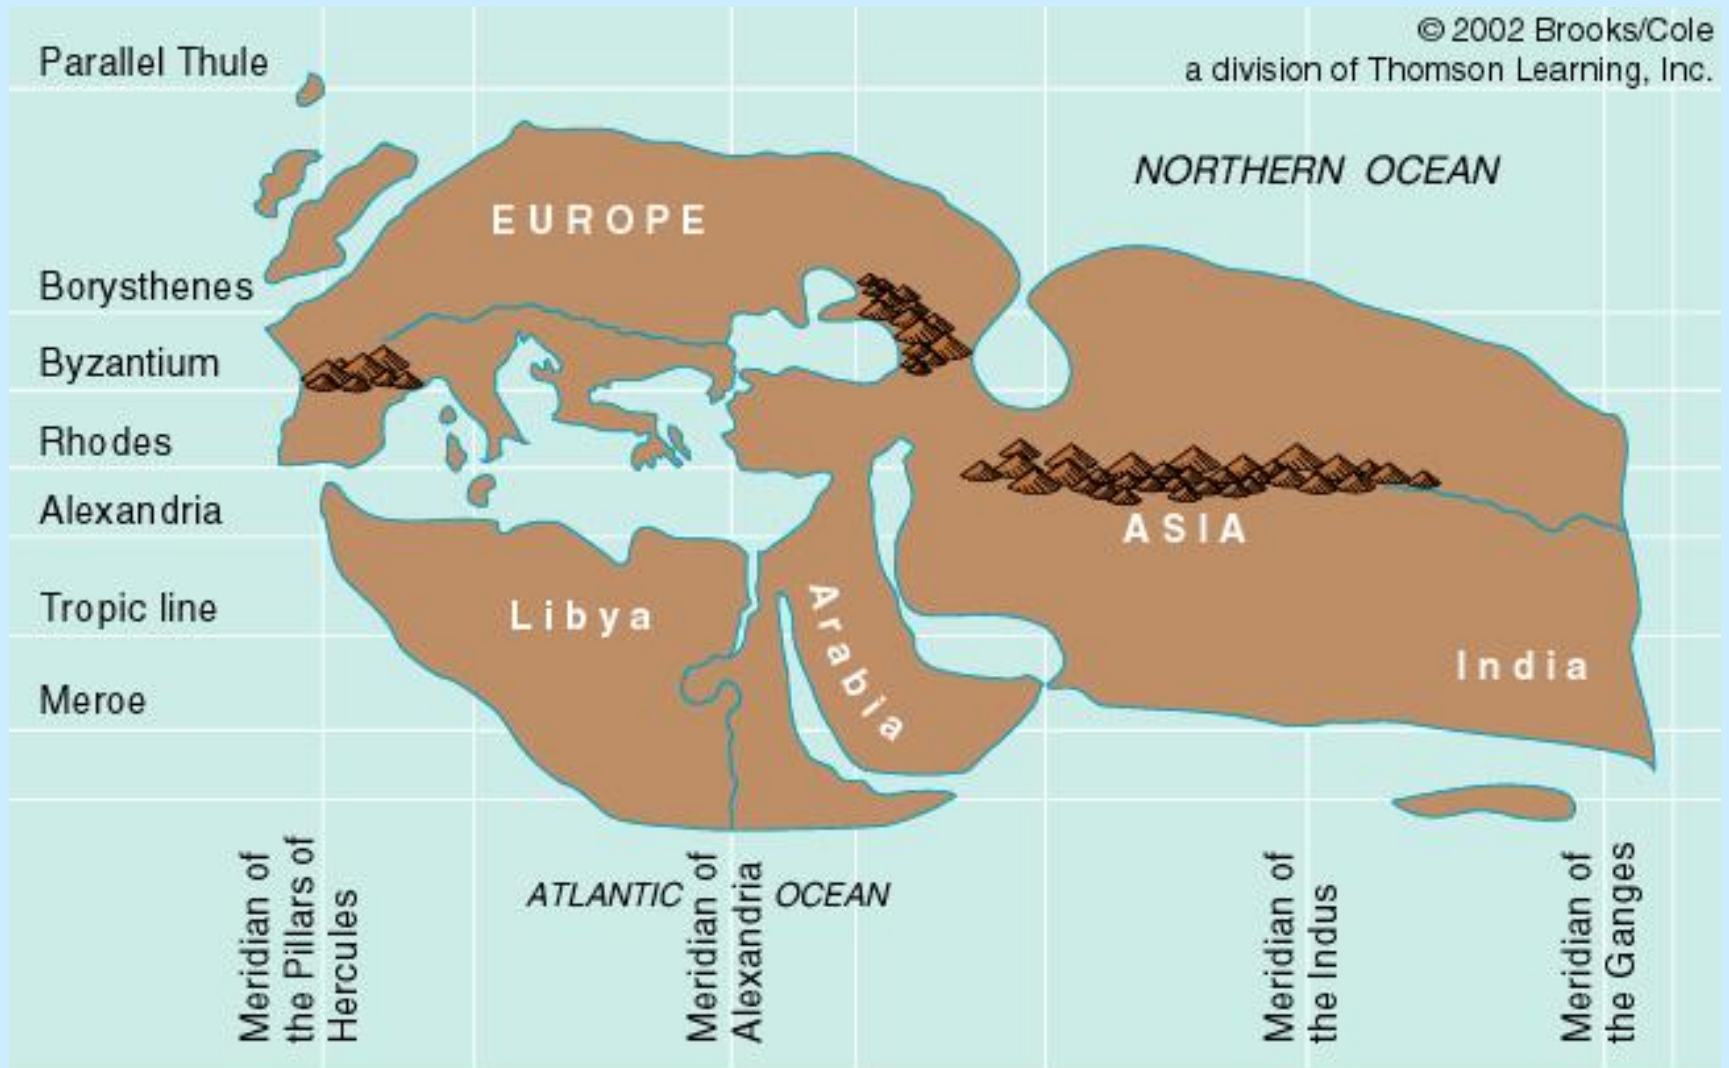 © 2002 Brooks/Cole
a division of Thomson Learning, Inc.
Parallel Thule
NORTHERN OCEAN
EUROPE
Borysthenes
Byzantium
Rhodes
Alexandria
ASIA
Tropic line
Libya
Arabia
India
Meroe
ATLANTIC OCEAN
Meridian of
the Pillars of
Hercules
Meridian of
Alexandria
Meridian of
the Indus
Meridian of
the Ganges